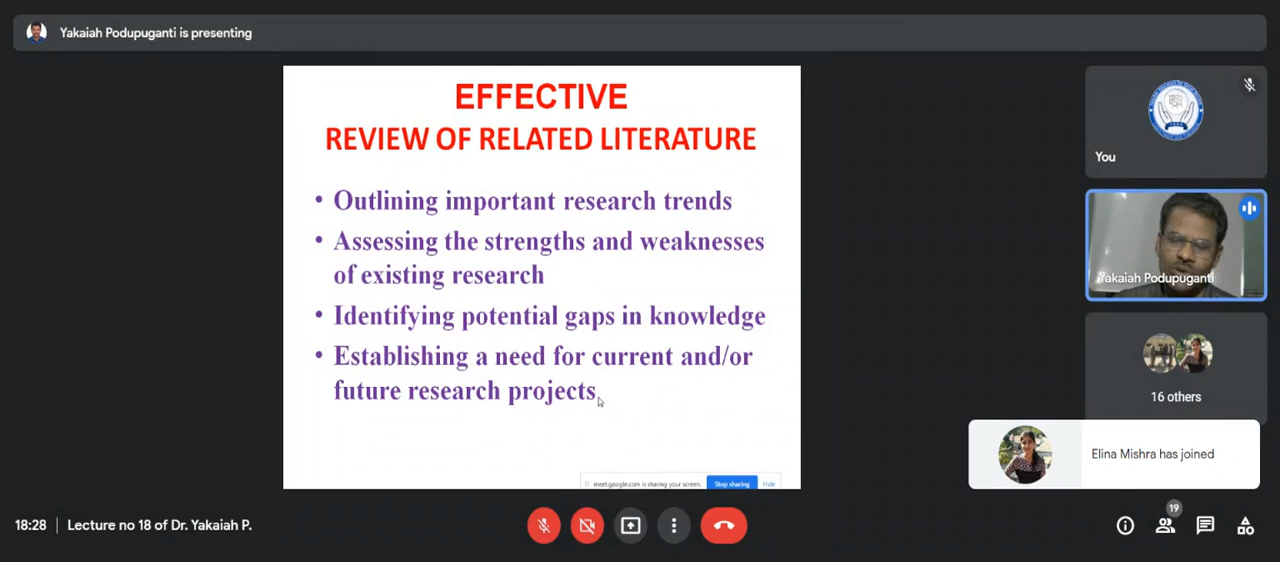 Yakaiah Podupuganti is presenting
EFFECTIVE
REVIEW OF RELATED LITERATURE
• Outlining important research trends
• Assessing the strengths and weaknesses
of existing research
• Identifying potential gaps in knowledge
• Establishing a need for current and/or
future research projects
meet.google.com is sharing your screen. Stop sharing Hide
You
Yakaiah Podupuganti
16 others
Elina Mishra has joined
18:28 | Lecture no 18 of Dr. Yakaiah P.
19